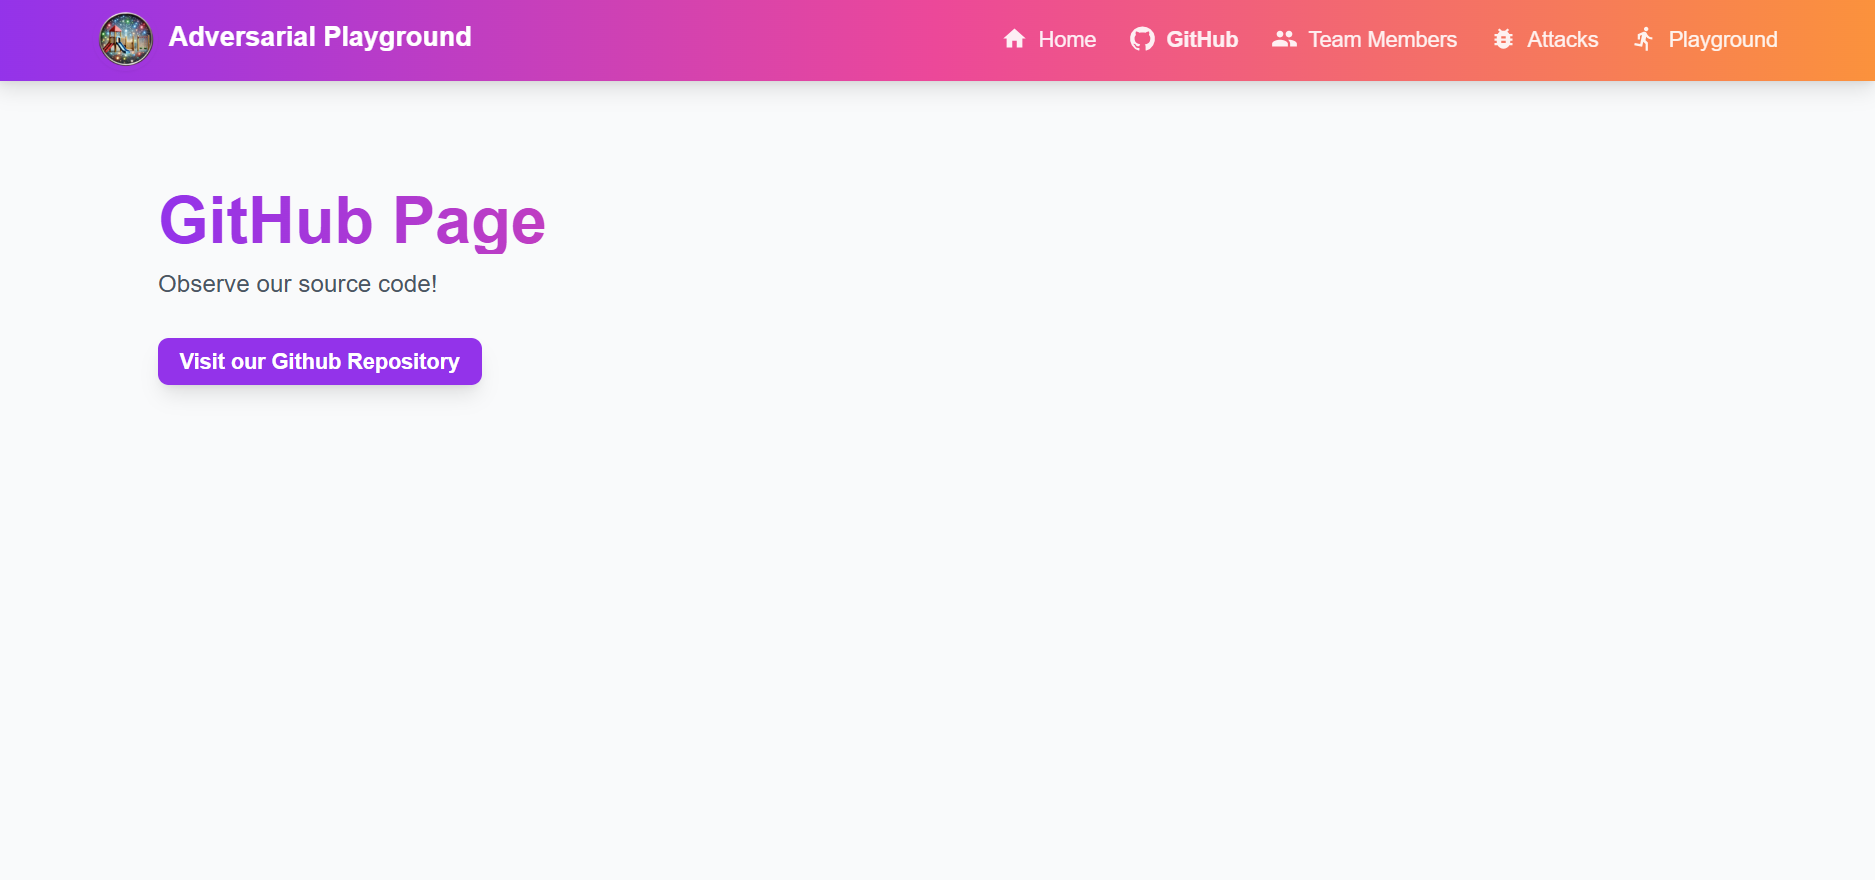 Adversarial Playground
Home GitHub Team Members Attacks Playground
GitHub Page
Observe our source code!
Visit our Github Repository